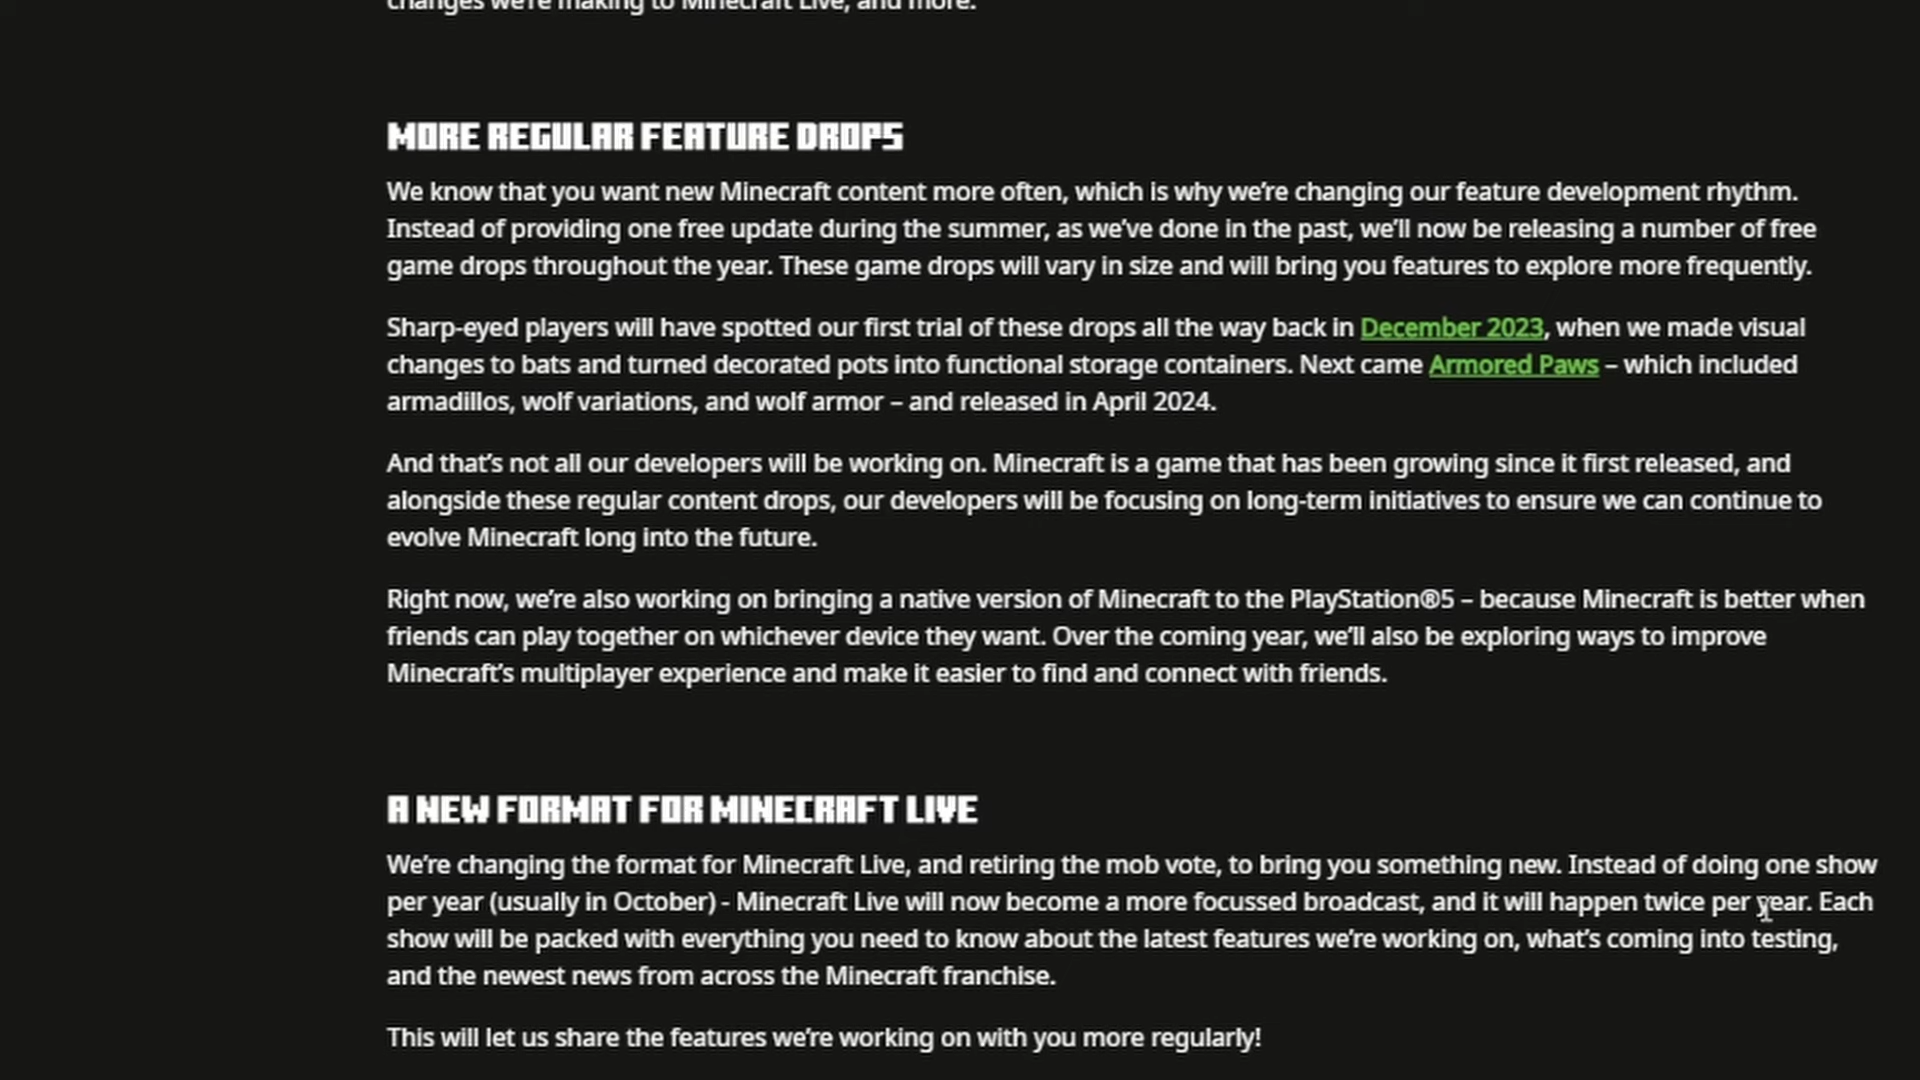 changes we're making to Minecraft Live, and more.
MORE REGULAR FEATURE DROPS
We know that you want new Minecraft content more often, which is why we're changing our feature development rhythm.
Instead of providing one free update during the summer, as we've done in the past, we'll now be releasing a number of free
game drops throughout the year. These game drops will vary in size and will bring you features to explore more frequently.
Sharp-eyed players will have spotted our first trial of these drops all the way back in December 2023, when we made visual
changes to bats and turned decorated pots into functional storage containers. Next came Armored Paws – which included
armadillos, wolf variations, and wolf armor – and released in April 2024.
And that's not all our developers will be working on. Minecraft is a game that has been growing since it first released, and
alongside these regular content drops, our developers will be focusing on long-term initiatives to ensure we can continue to
evolve Minecraft long into the future.
Right now, we're also working on bringing a native version of Minecraft to the PlayStation®5 – because Minecraft is better when
friends can play together on whichever device they want. Over the coming year, we'll also be exploring ways to improve
Minecraft's multiplayer experience and make it easier to find and connect with friends.
A NEW FORMAT FOR MINECRAFT LIVE
We're changing the format for Minecraft Live, and retiring the mob vote, to bring you something new. Instead of doing one show
per year (usually in October) - Minecraft Live will now become a more focussed broadcast, and it will happen twice per year. Each
show will be packed with everything you need to know about the latest features we're working on, what's coming into testing,
and the newest news from across the Minecraft franchise.
This will let us share the features we're working on with you more regularly!